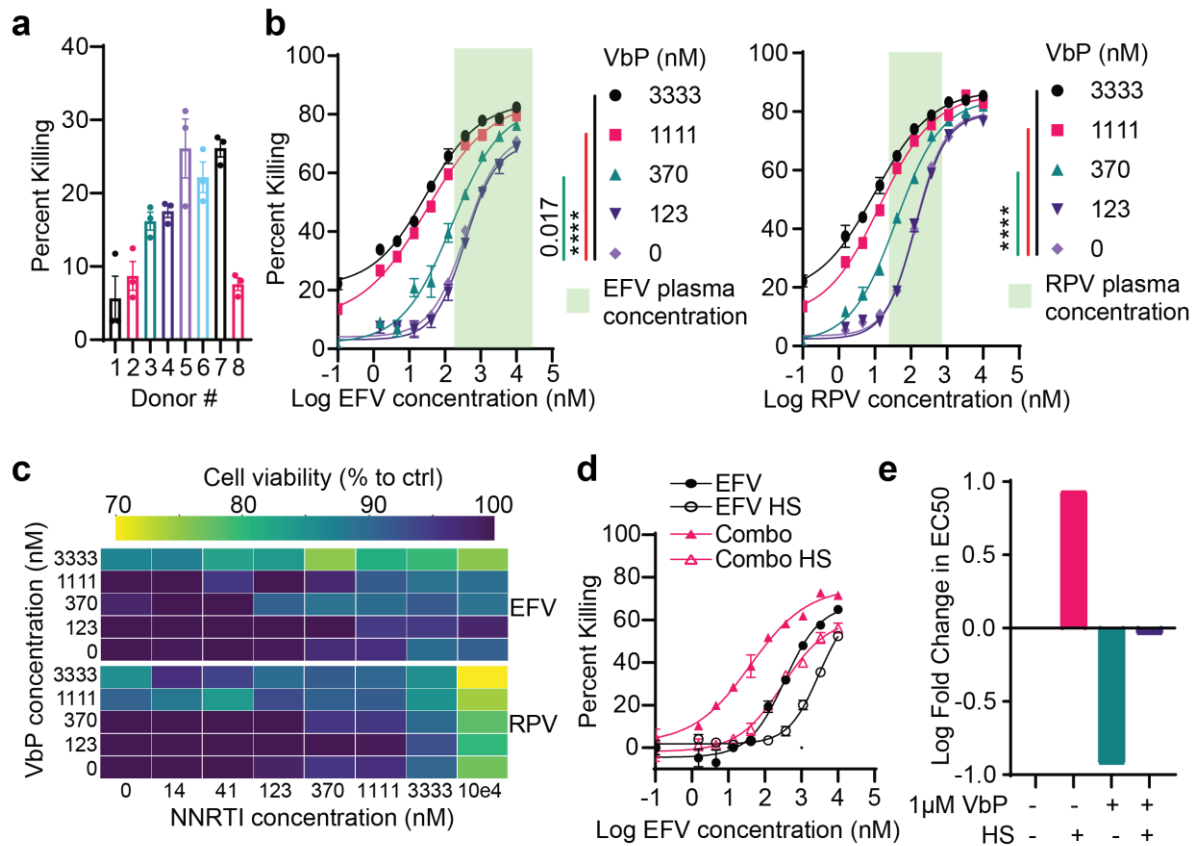 a
40
30
20
10
0
Percent Killing
1 2 3 4 5 6 7 8
Donor #
b
100
80
60
40
20
0
Percent Killing
-1 0 1 2 3 4 5
Log EFV concentration (nM)
VbP (nM)
3333
1111
370
123
0
EFV plasma
concentration
0.017
****
100
80
60
40
20
0
-1 0 1 2 3 4 5
Log RPV concentration (nM)
VbP (nM)
3333
1111
370
123
0
RPV plasma
concentration
****
c
Cell viability (% to ctrl)
70 80 90 100
VbP concentration (nM)
3333
1111
370
123
0
EFV
3333
1111
370
123
0
RPV
0 14 41 123 370 1111 3333 10e4
NNRTI concentration (nM)
d
EFV
EFV HS
Combo
Combo HS
100
80
60
40
20
0
Percent Killing
-1 0 1 2 3 4 5
Log EFV concentration (nM)
e
1.0
0.5
0.0
-0.5
-1.0
Log Fold Change in EC50
1µM VbP - - + +
HS - + - +